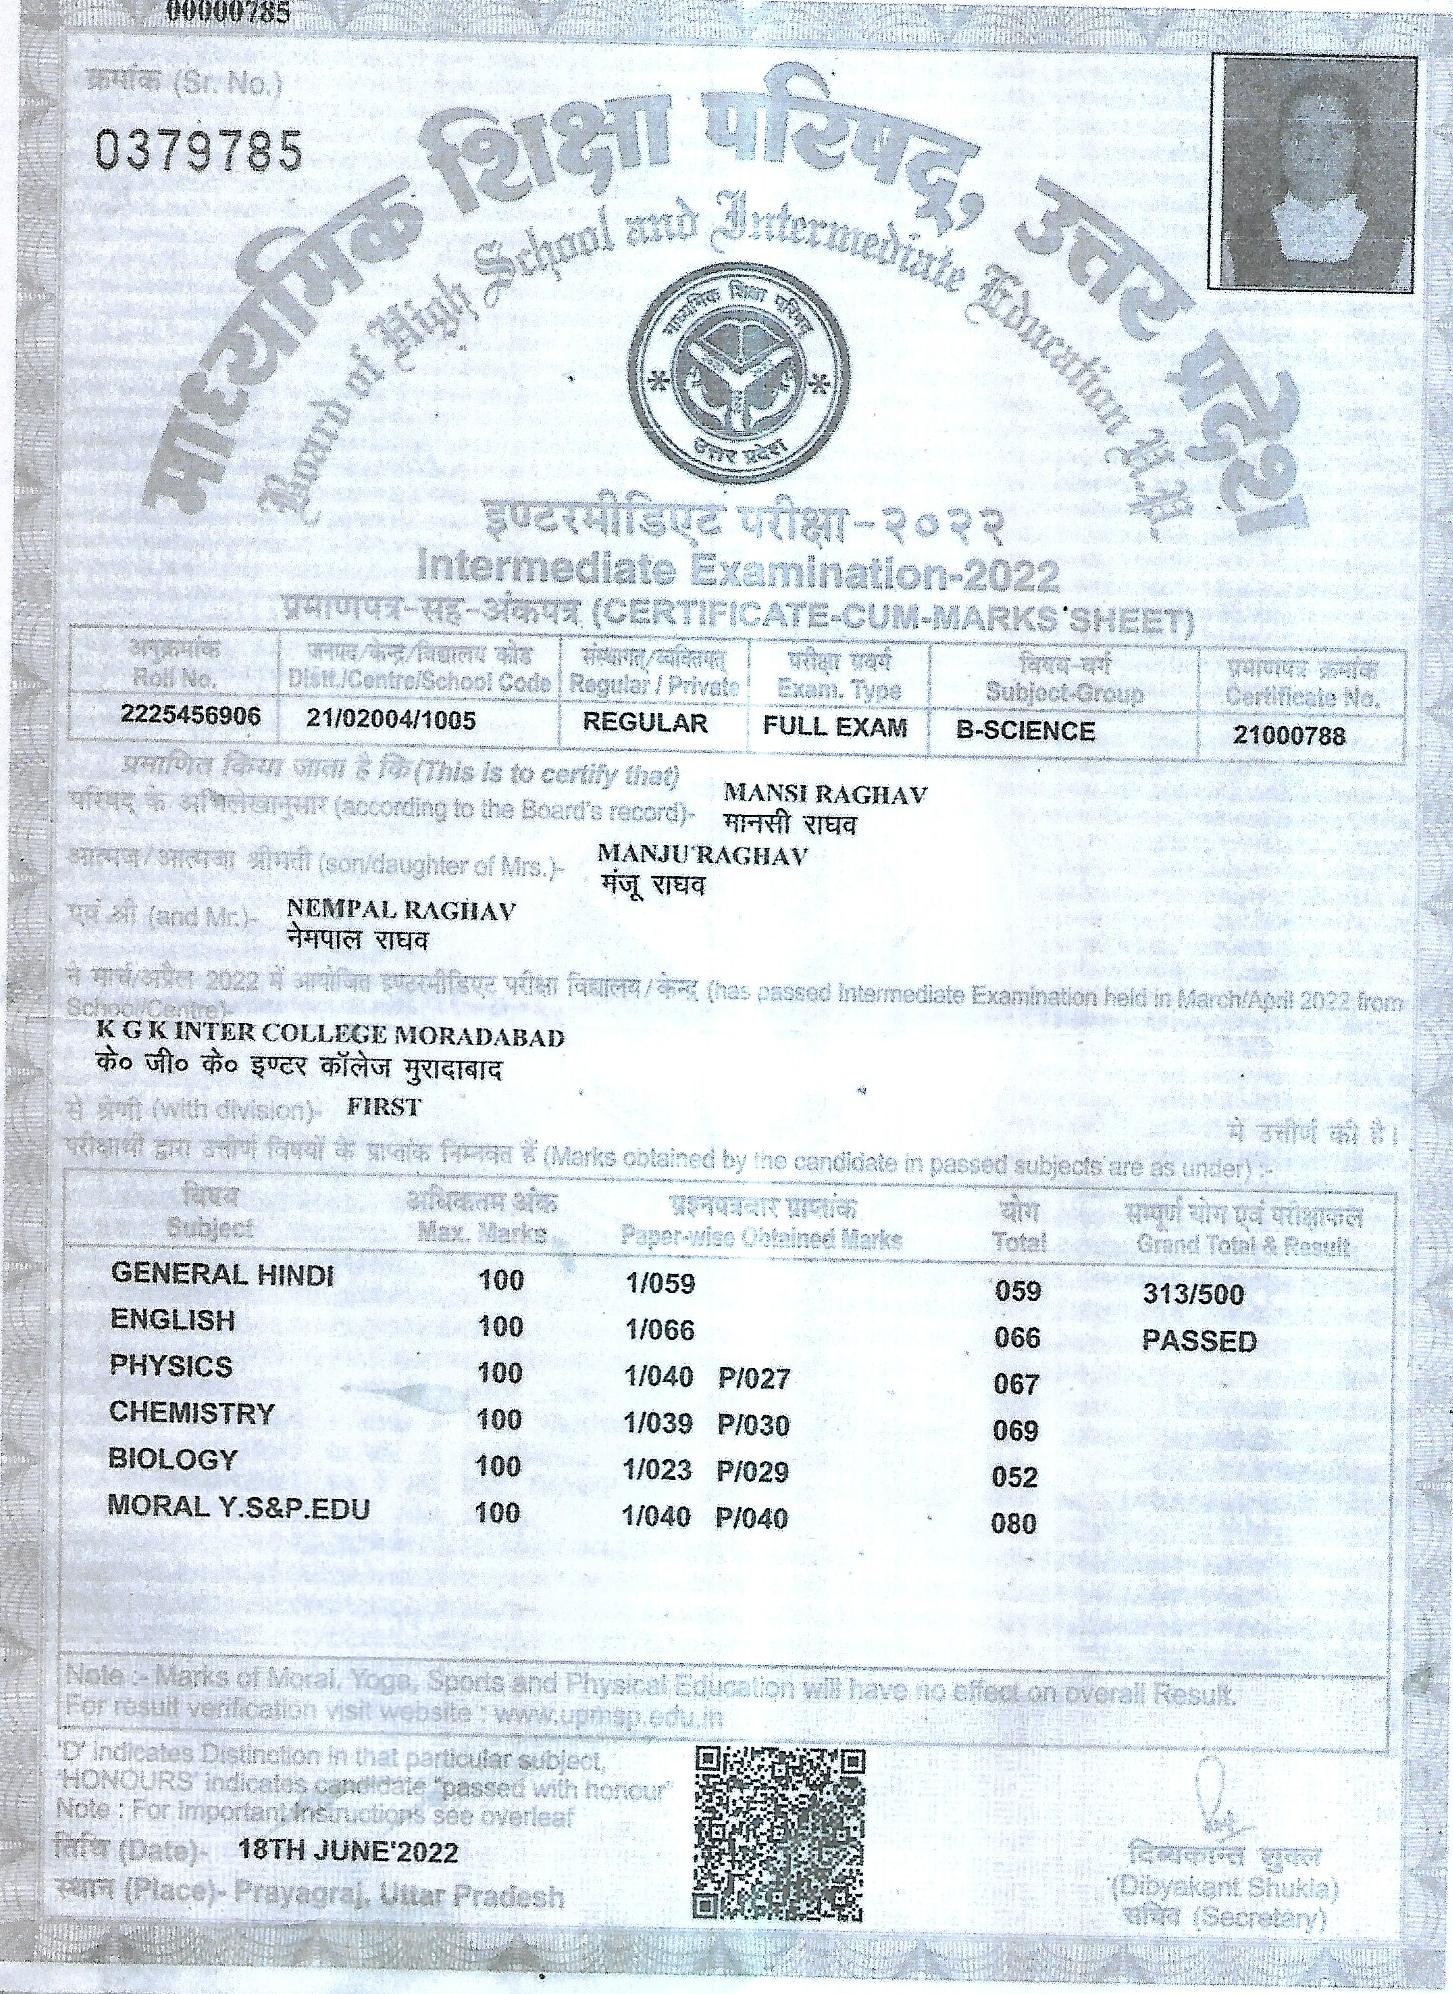 00000785
क्रमांक (Sr. No.)
0379785
माध्यमिक शिक्षा परिषद्, उत्तर प्रदेश
Board of High School and Intermediate Education U.P.
माध्यमिक शिक्षा परिषद
उत्तर प्रदेश
इण्टरमीडिएट परीक्षा-२०२२
Intermediate Examination-2022
प्रमाणपत्र-सह-अंकपत्र (CERTIFICATE-CUM-MARKS SHEET)
अनुक्रमांक जनपद/केन्द्र/विद्यालय कोड संस्थागत/व्यक्तिगत परीक्षा प्रवर्ग विषय-वर्ग प्रमाणपत्र क्रमांक
Roll No. Distt./Centre/School Code Regular / Private Exam. Type Subject-Group Certificate No.
2225456906 21/02004/1005 REGULAR FULL EXAM B-SCIENCE 21000788
प्रमाणित किया जाता है कि (This is to certify that)
परिषद के अभिलेखानुसार (according to the Board's record)- MANSI RAGHAV
मानसी राघव
आत्मज/आत्मजा श्रीमती (son/daughter of Mrs.)- MANJU RAGHAV
मंजू राघव
एवं श्री (and Mr.)- NEMPAL RAGHAV
नेमपाल राघव
ने मार्च/अप्रैल 2022 में आयोजित इण्टरमीडिएट परीक्षा विद्यालय/केन्द्र (has passed Intermediate Examination held in March/April 2022 from
School/Centre)-
K G K INTER COLLEGE MORADABAD
के० जी० के० इण्टर कॉलेज मुरादाबाद
से श्रेणी (with division)- FIRST
में उत्तीर्ण की है।
परीक्षार्थी द्वारा उत्तीर्ण विषयों के प्राप्तांक निम्नवत हैं (Marks obtained by the candidate in passed subjects are as under) :-
विषय अधिकतम अंक प्रश्नपत्रवार प्राप्तांक योग सम्पूर्ण योग एवं परीक्षाफल
Subject Max. Marks Paper-wise Obtained Marks Total Grand Total & Result
GENERAL HINDI 100 1/059 059 313/500
ENGLISH 100 1/066 066 PASSED
PHYSICS 100 1/040 P/027 067
CHEMISTRY 100 1/039 P/030 069
BIOLOGY 100 1/023 P/029 052
MORAL Y.S&P.EDU 100 1/040 P/040 080
Note :- Marks of Moral, Yoga, Sports and Physical Education will have no effect on overall Result.
For result verification visit website : www.upmsp.edu.in
'D' indicates Distinction in that particular subject,
'HONOURS' indicates candidate "passed with honour"
Note : For important Instructions see overleaf
तिथि (Date)- 18TH JUNE'2022
स्थान (Place)- Prayagraj, Uttar Pradesh
दिब्यकान्त शुक्ल
(Dibyakant Shukla)
सचिव (Secretary)